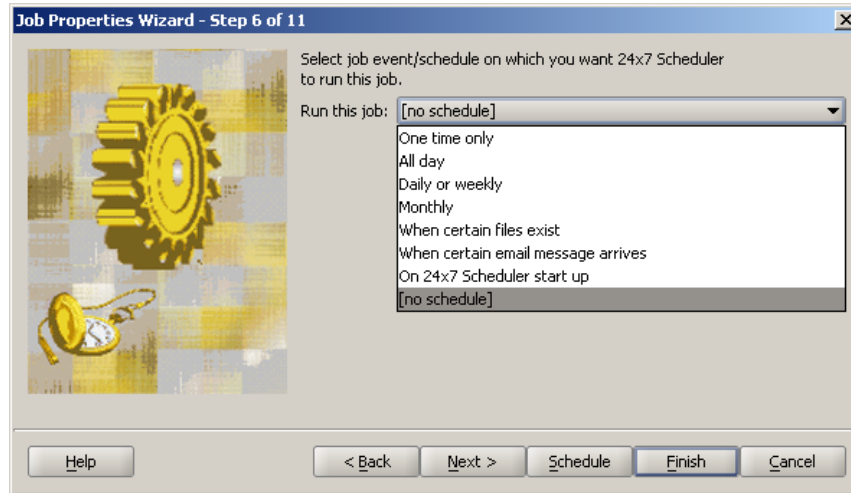 Job Properties Wizard - Step 6 of 11
Select job event/schedule on which you want 24x7 Scheduler
to run this job.
Run this job: [no schedule]
One time only
All day
Daily or weekly
Monthly
When certain files exist
When certain email message arrives
On 24x7 Scheduler start up
[no schedule]
Help < Back Next > Schedule Finish Cancel